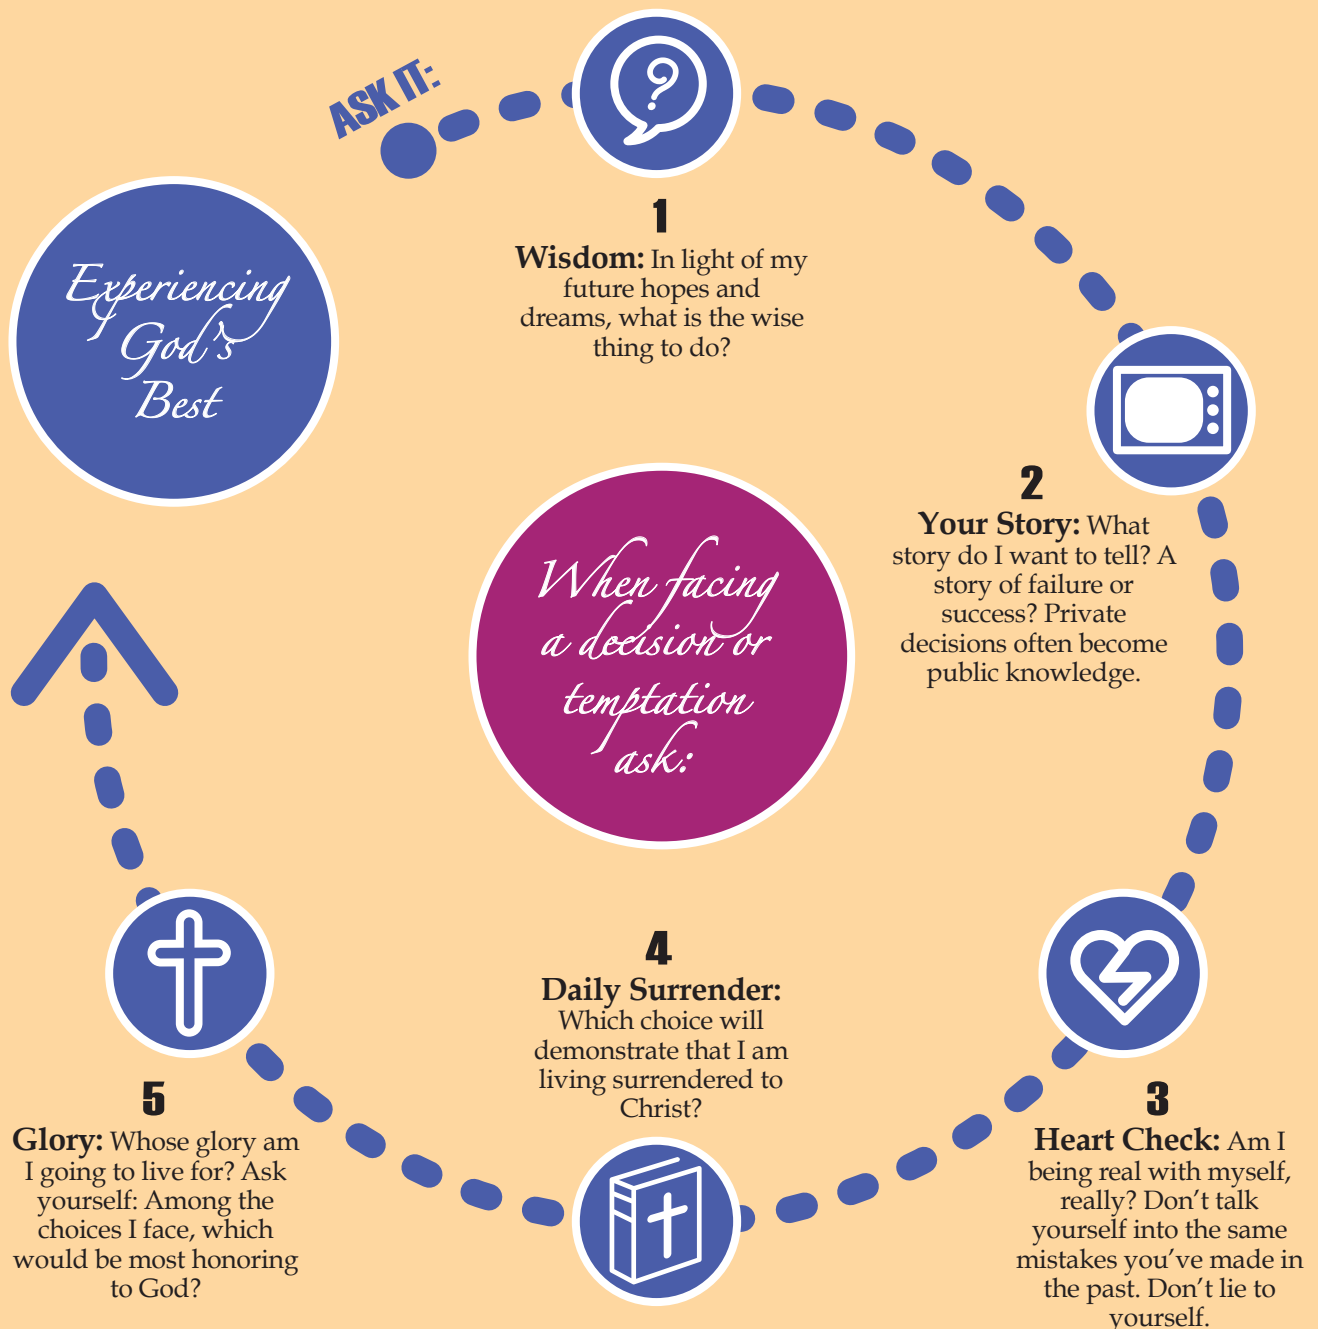 ASK IT:
Experiencing
God's
Best
1
Wisdom: In light of my
future hopes and
dreams, what is the wise
thing to do?
When facing
a decision or
temptation
ask:
2
Your Story: What
story do I want to tell? A
story of failure or
success? Private
decisions often become
public knowledge.
3
Heart Check: Am I
being real with myself,
really? Don’t talk
yourself into the same
mistakes you’ve made in
the past. Don’t lie to
yourself.
4
Daily Surrender:
Which choice will
demonstrate that I am
living surrendered to
Christ?
5
Glory: Whose glory am
I going to live for? Ask
yourself: Among the
choices I face, which
would be most honoring
to God?